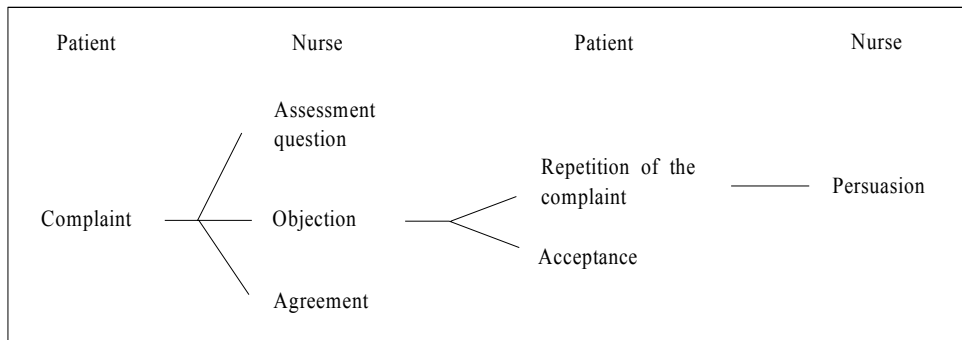 Patient Nurse Patient Nurse
Assessment
question
Repetition of the
complaint
Persuasion
Complaint
Objection
Acceptance
Agreement